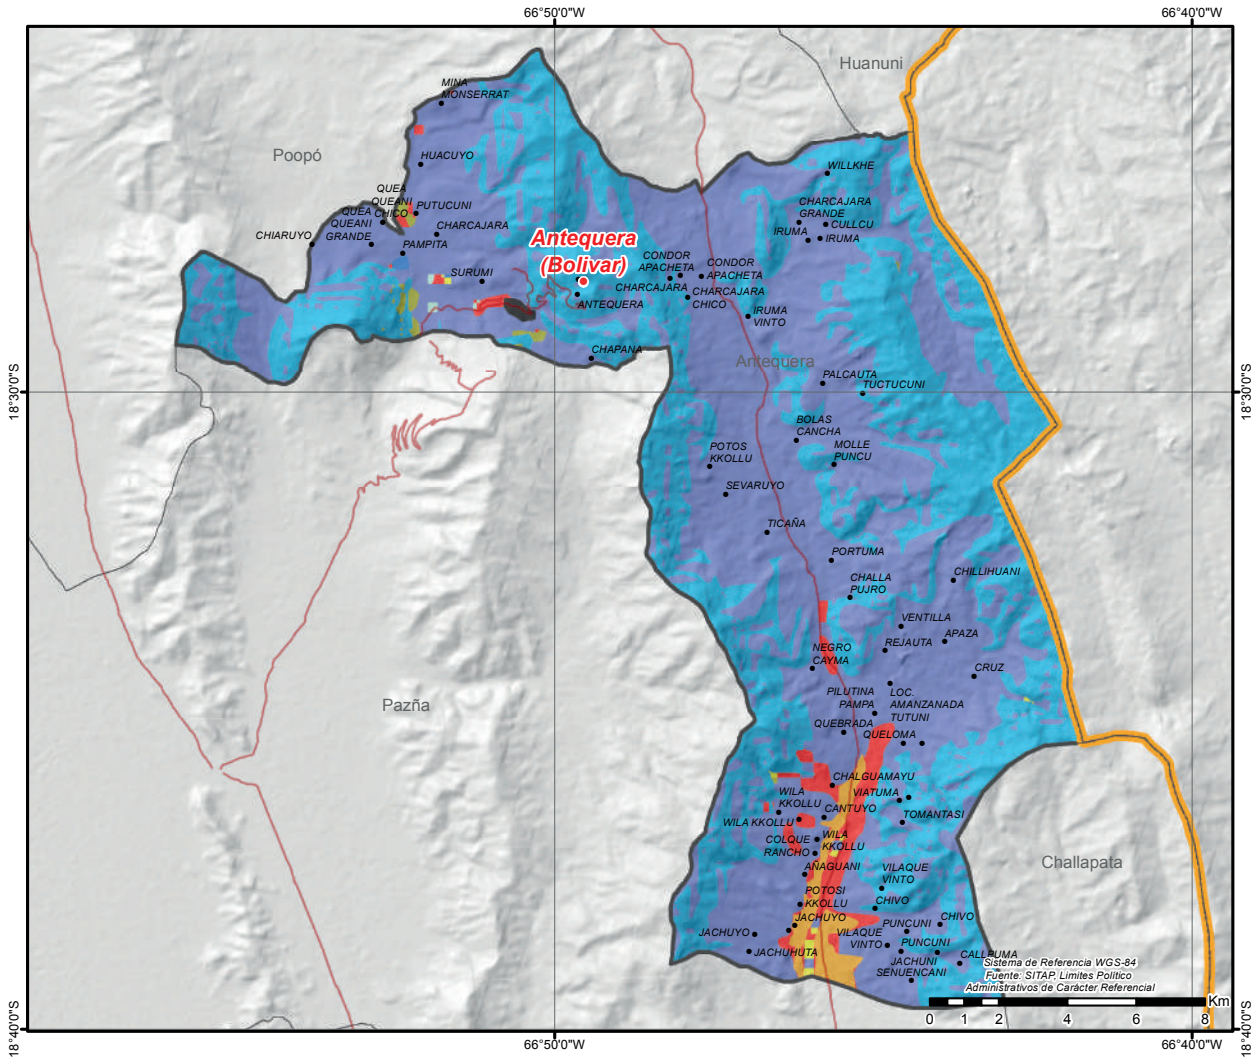 66°50'0"W
66°40'0"W
Huanuni
MINA
MONSERRAT
Poopó
HUACUYO
WILLKHE
QUEA
QUEANI
CHICO
PUTUCUNI
CHARCAJARA
GRANDE
QUEA
QUEANI
GRANDE
CULLCU
CHIARUYO
CHARCAJARA
IRUMA
IRUMA
PAMPITA
Antequera
(Bolivar)
CONDOR
APACHETA
CONDOR
APACHETA
SURUMI
CHARCAJARA
CHARCAJARA
CHICO
ANTEQUERA
IRUMA
VINTO
CHAPANA
Antequera
PALCAUTA
TUCTUCUNI
18°30'0"S
18°30'0"S
BOLAS
CANCHA
POTOS
KKOLLU
MOLLE
PUNCU
SEVARUYO
TICAÑA
PORTUMA
CHALLA
PUJRO
CHILLIHUANI
VENTILLA
APAZA
REJAUTA
NEGRO
CAYMA
CRUZ
PILUTINA
PAMPA
LOC.
AMANZANADA
TUTUNI
Pazña
QUEBRADA
QUELOMA
CHALGUAMAYU
WILA
KKOLLU
VIATUMA
CANTUYO
WILA KKOLLU
TOMANTASI
COLQUE
RANCHO
WILA
KKOLLU
Challapata
AÑAGUANI
VILAQUE
VINTO
POTOSI
KKOLLU
CHIVO
JACHUYO
CHIVO
JACHUYO
VILAQUE
VINTO
PUNCUNI
PUNCUNI
JACHUHUTA
JACHUNI
SENUENCANI
CALLPUMA
Sistema de Referencia WGS-84
Fuente: SITAP, Limites Político
Administrativos de Carácter Referencial
Km
0 1 2 4 6 8
18°40'0"S
18°40'0"S
66°50'0"W
66°40'0"W